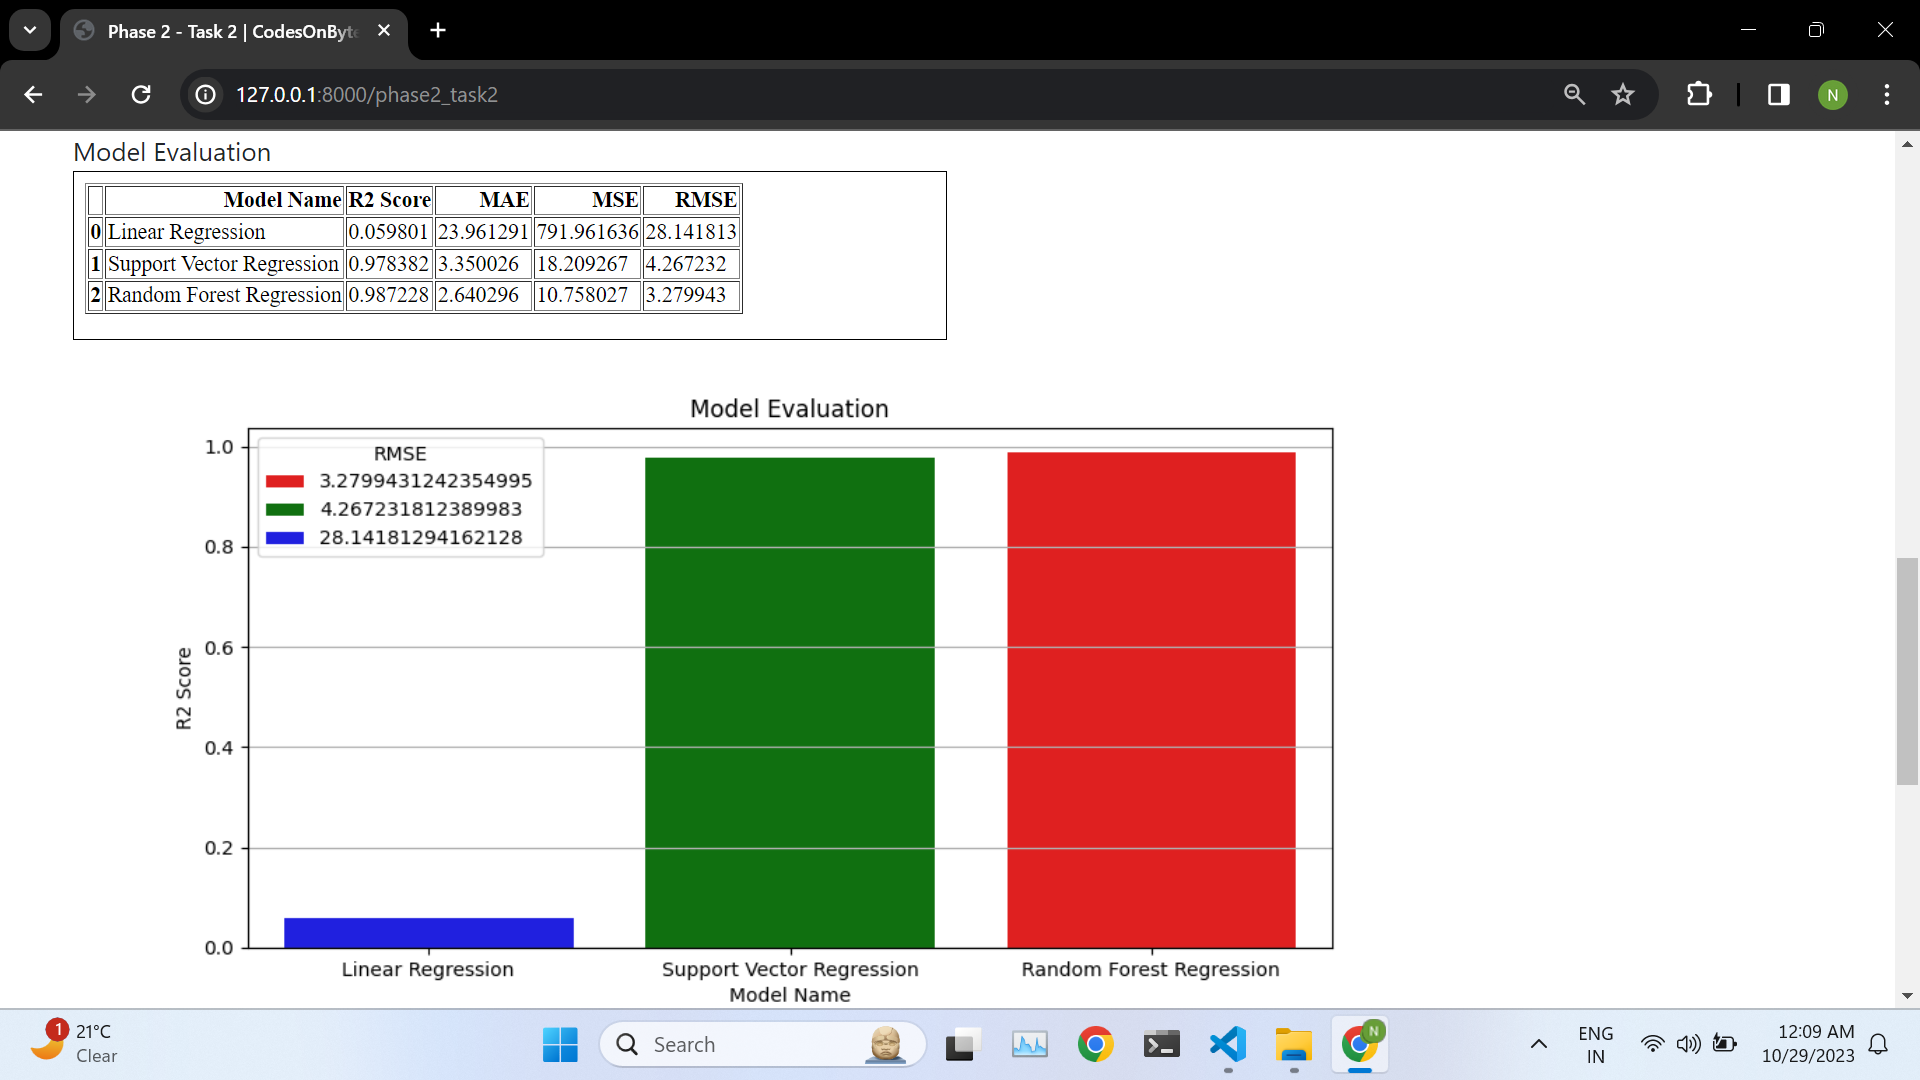 Phase 2 - Task 2 | CodesOnByte
127.0.0.1:8000/phase2_task2
N
Model Evaluation
Model Name R2 Score MAE MSE RMSE
0 Linear Regression 0.059801 23.961291 791.961636 28.141813
1 Support Vector Regression 0.978382 3.350026 18.209267 4.267232
2 Random Forest Regression 0.987228 2.640296 10.758027 3.279943
Model Evaluation
RMSE
3.2799431242354995
4.267231812389983
28.14181294162128
1.0
0.8
0.6
0.4
0.2
0.0
R2 Score
Linear Regression Support Vector Regression Random Forest Regression
Model Name
1
21°C
Clear
Search
N
ENG
IN
12:09 AM
10/29/2023